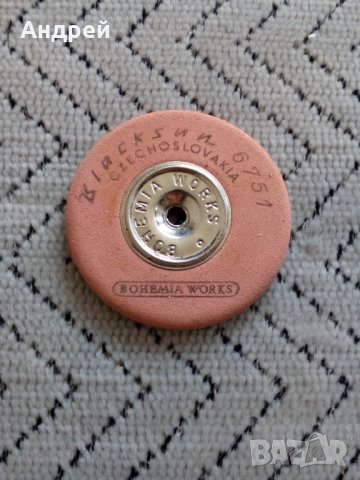 Андрей
Blacksun 6751
CZECHOSLOVAKIA
BOHEMIA WORKS
BOHEMIA WORKS
BAZAR